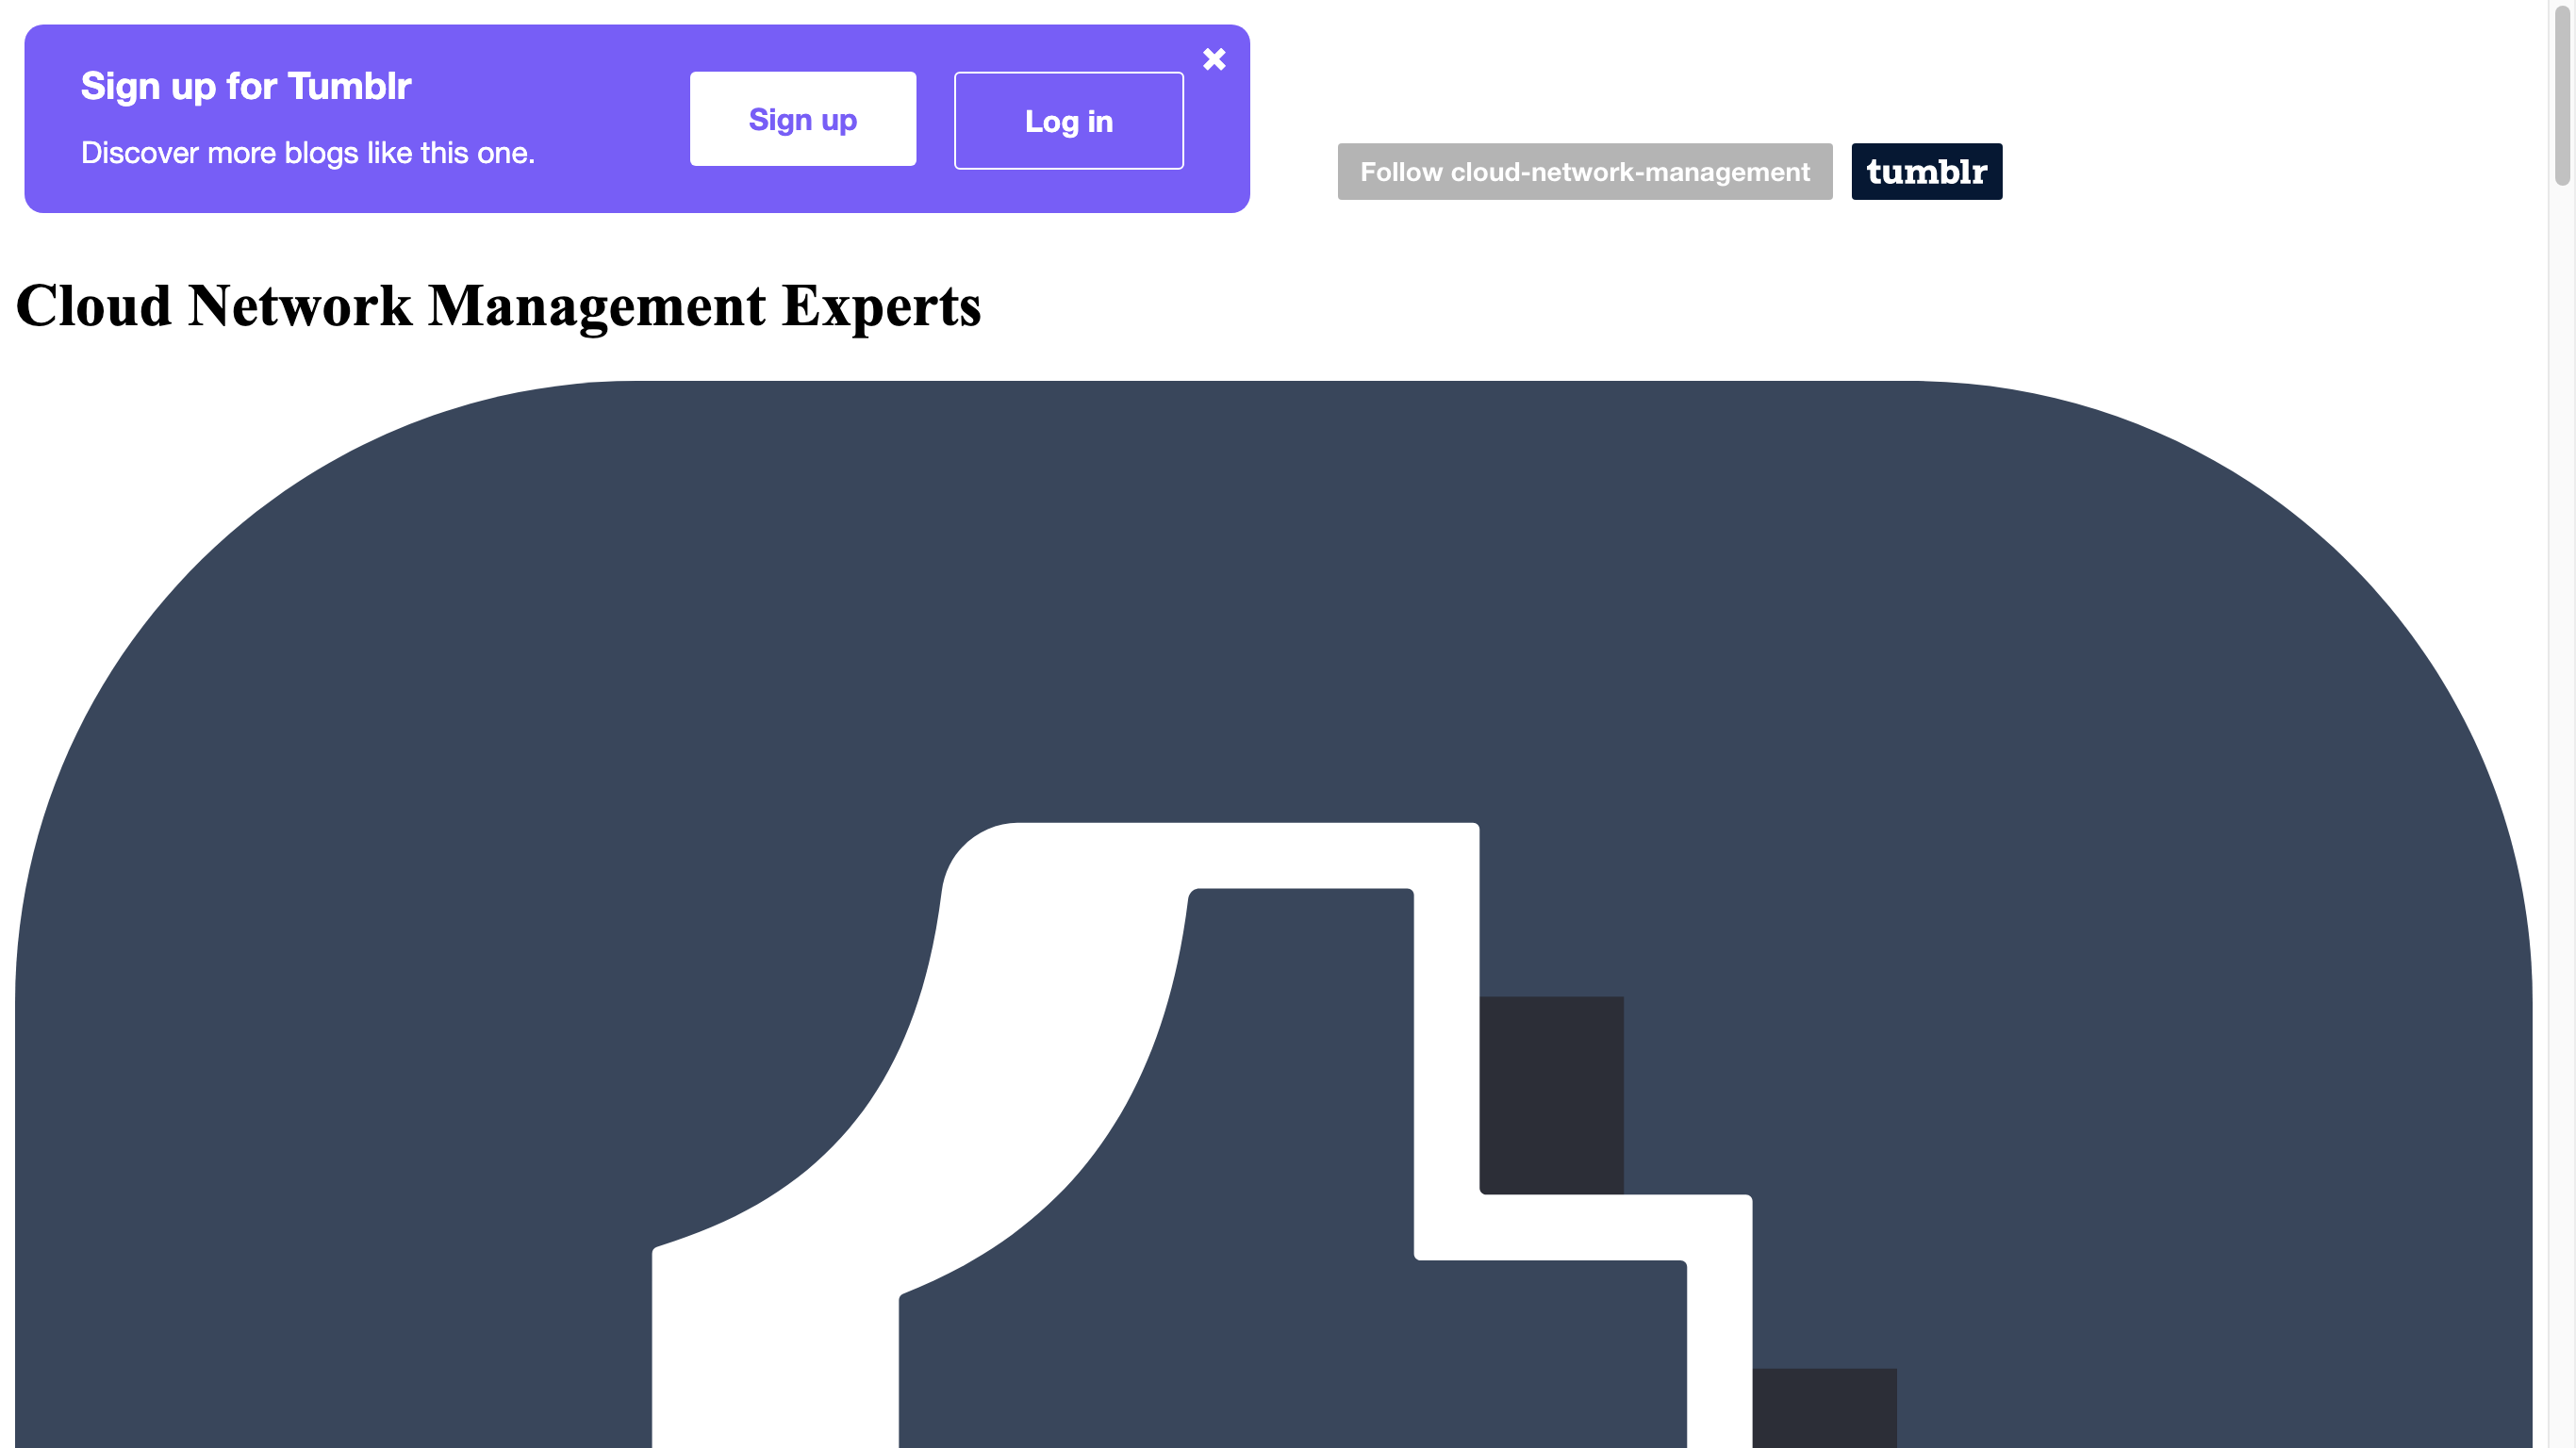 Sign up for Tumblr
Discover more blogs like this one.
Sign up
Log in
Follow cloud-network-management
tumblr
Cloud Network Management Experts